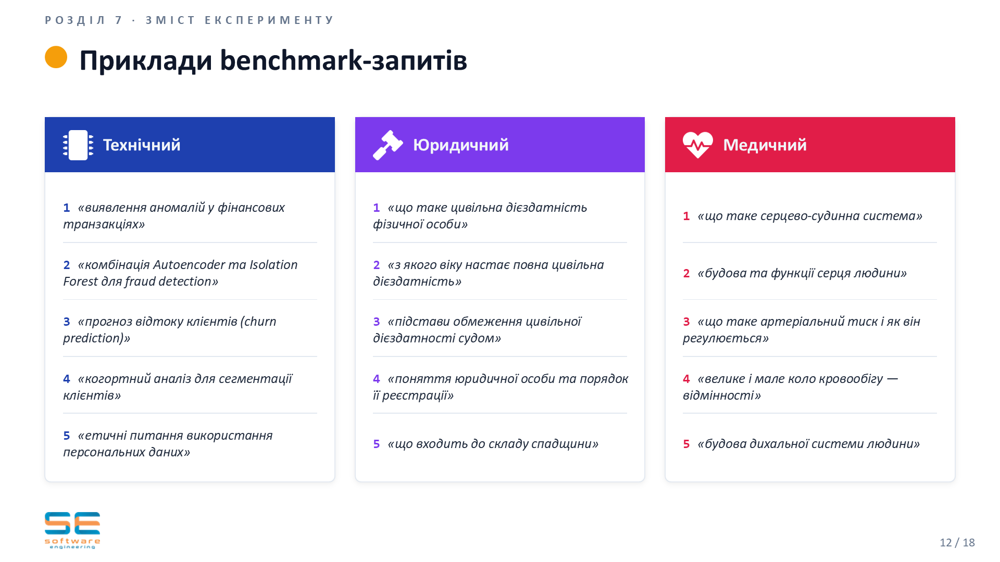 РОЗДІЛ 7 · ЗМІСТ ЕКСПЕРИМЕНТУ
Приклади benchmark-запитів
Технічний
1 «виявлення аномалій у фінансових
транзакціях»
2 «комбінація Autoencoder та Isolation
Forest для fraud detection»
3 «прогноз відтоку клієнтів (churn
prediction)»
4 «когортний аналіз для сегментації
клієнтів»
5 «етичні питання використання
персональних даних»
Юридичний
1 «що таке цивільна дієздатність
фізичної особи»
2 «з якого віку настає повна цивільна
дієздатність»
3 «підстави обмеження цивільної
дієздатності судом»
4 «поняття юридичної особи та порядок
її реєстрації»
5 «що входить до складу спадщини»
Медичний
1 «що таке серцево-судинна система»
2 «будова та функції серця людини»
3 «що таке артеріальний тиск і як він
регулюється»
4 «велике і мале коло кровообігу —
відмінності»
5 «будова дихальної системи людини»
SE
software
engineering
12 / 18